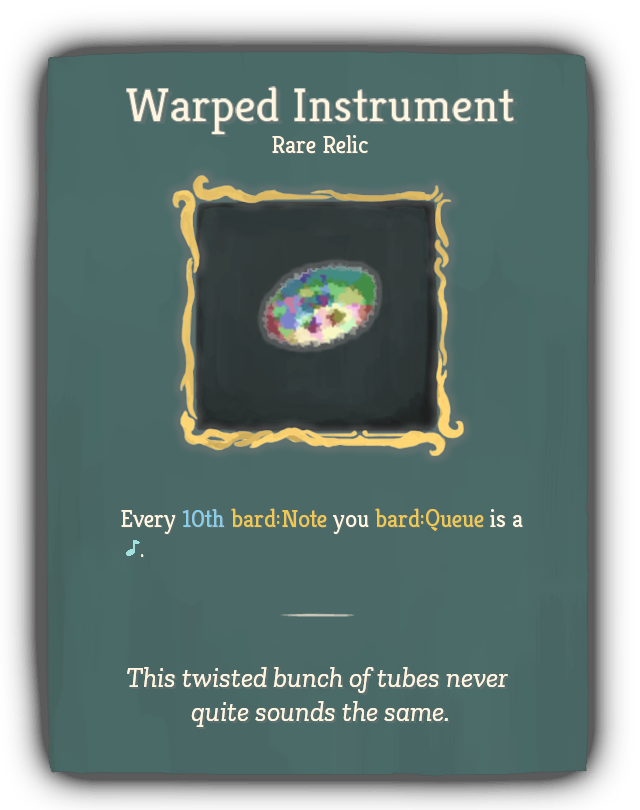 Warped Instrument
Rare Relic
Every 10th bard:Note you bard:Queue is a
♪.
This twisted bunch of tubes never
quite sounds the same.